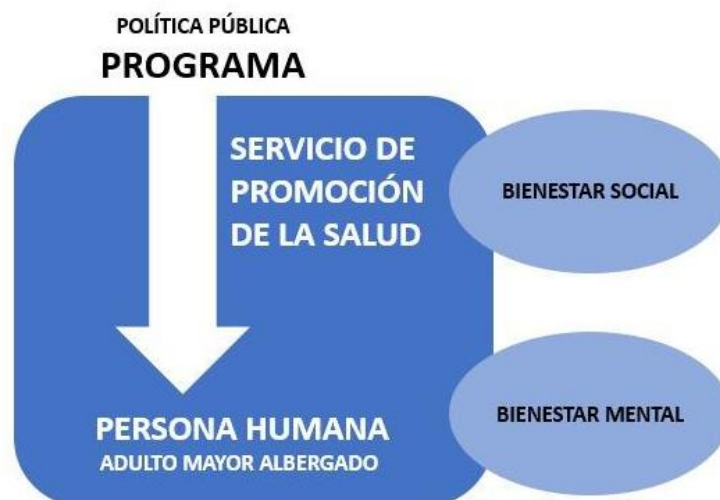 POLÍTICA PÚBLICA
PROGRAMA
SERVICIO DE
PROMOCIÓN
DE LA SALUD
BIENESTAR SOCIAL
BIENESTAR MENTAL
PERSONA HUMANA
ADULTO MAYOR ALBERGADO